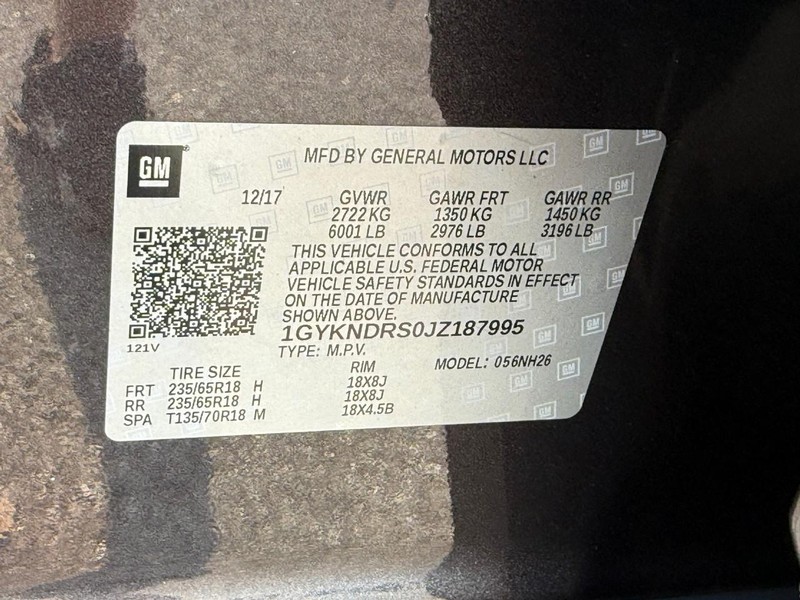 GM
MFD BY GENERAL MOTORS LLC
12/17 GVWR GAWR FRT GAWR RR
2722 KG 1350 KG 1450 KG
6001 LB 2976 LB 3196 LB
THIS VEHICLE CONFORMS TO ALL
APPLICABLE U.S. FEDERAL MOTOR
VEHICLE SAFETY STANDARDS IN EFFECT
ON THE DATE OF MANUFACTURE
SHOWN ABOVE.
1GYKNDRS0JZ187995
121V
TYPE: M.P.V. MODEL: 056NH26
TIRE SIZE RIM
FRT 235/65R18 H 18X8J
RR 235/65R18 H 18X8J
SPA T135/70R18 M 18X4.5B